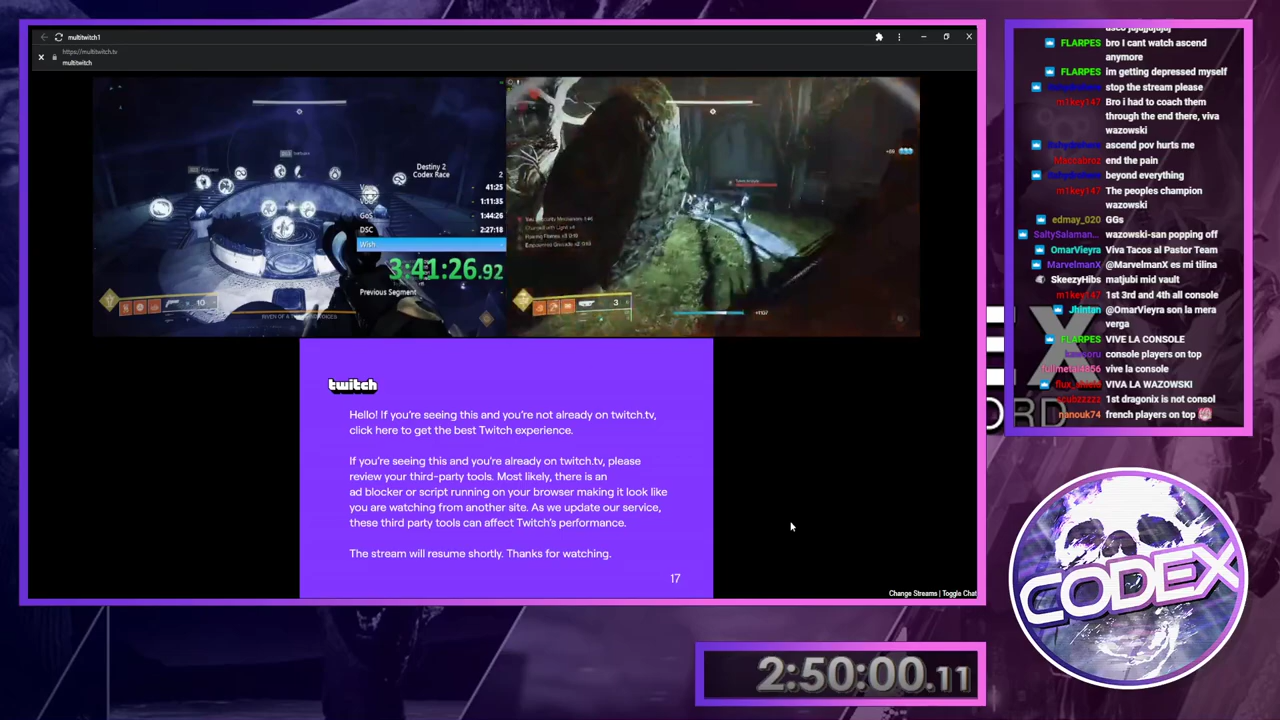 multitwitch1
https://multitwitch.tv
multitwitch
Destiny 2
Codex Race
2
41:25
1:11:35
GoS - 1:44:26
DSC - 2:27:18
Wish -
3:41:26.92
Previous Segment -
10
3
twitch
Hello! If you're seeing this and you're not already on twitch.tv,
click here to get the best Twitch experience.
If you're seeing this and you're already on twitch.tv, please
review your third-party tools. Most likely, there is an
ad blocker or script running on your browser making it look like
you are watching from another site. As we update our service,
these third party tools can affect Twitch's performance.
The stream will resume shortly. Thanks for watching.
17
Change Streams | Toggle Chat
FLARPES bro I cant watch ascend
anymore
FLARPES im getting depressed myself
stop the stream please
m1key147 Bro i had to coach them
through the end there, viva
wazowski
ascend pov hurts me
Maccabroz end the pain
beyond everything
m1key147 The peoples champion
wazowski
edmay_020 GGs
SaltySalaman... wazowski-san popping off
OmarVieyra Viva Tacos al Pastor Team
MarvelmanX @MarvelmanX es mi tilina
SkeezyHibs matjubi mid vault
m1key147 1st 3rd and 4th all console
Jhintan @OmarVieyra son la mera
verga
FLARPES VIVE LA CONSOLE
console players on top
vive la console
VIVA LA WAZOWSKI
1st dragonix is not consol
nanouk74 french players on top
CODEX
2:50:00.11